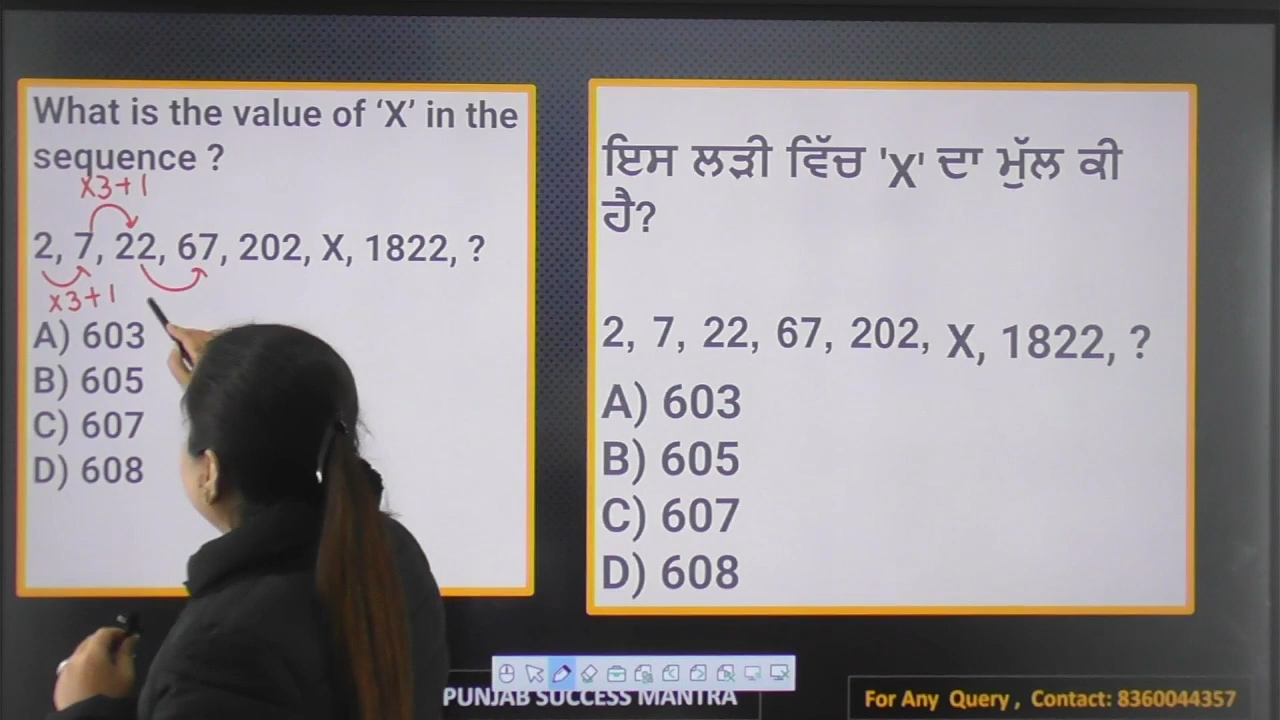 What is the value of ‘X’ in the
sequence ?
x3+1
2, 7, 22, 67, 202, X, 1822, ?
x3+1
A) 603
B) 605
C) 607
D) 608
ਇਸ ਲੜੀ ਵਿੱਚ 'X' ਦਾ ਮੁੱਲ ਕੀ
ਹੈ?
2, 7, 22, 67, 202, X, 1822, ?
A) 603
B) 605
C) 607
D) 608
PUNJAB SUCCESS MANTRA
For Any Query , Contact: 8360044357